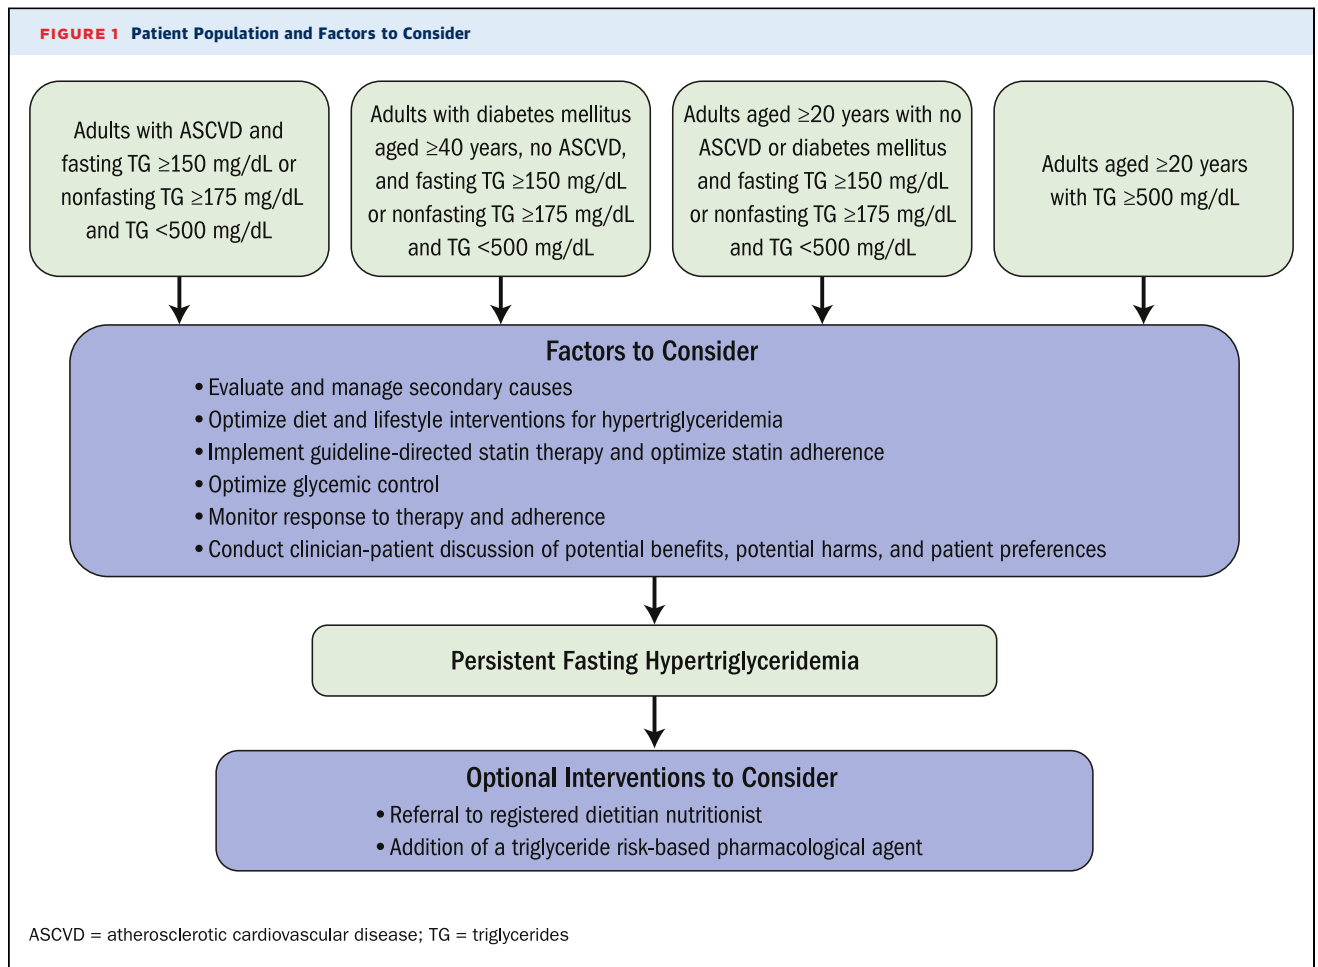 FIGURE 1 Patient Population and Factors to Consider
Adults with ASCVD and
fasting TG ≥150 mg/dL or
nonfasting TG ≥175 mg/dL
and TG <500 mg/dL
Adults with diabetes mellitus
aged ≥40 years, no ASCVD,
and fasting TG ≥150 mg/dL
or nonfasting TG ≥175 mg/dL
and TG <500 mg/dL
Adults aged ≥20 years with no
ASCVD or diabetes mellitus
and fasting TG ≥150 mg/dL
or nonfasting TG ≥175 mg/dL
and TG <500 mg/dL
Adults aged ≥20 years
with TG ≥500 mg/dL
Factors to Consider
• Evaluate and manage secondary causes
• Optimize diet and lifestyle interventions for hypertriglyceridemia
• Implement guideline-directed statin therapy and optimize statin adherence
• Optimize glycemic control
• Monitor response to therapy and adherence
• Conduct clinician-patient discussion of potential benefits, potential harms, and patient preferences
Persistent Fasting Hypertriglyceridemia
Optional Interventions to Consider
• Referral to registered dietitian nutritionist
• Addition of a triglyceride risk-based pharmacological agent
ASCVD = atherosclerotic cardiovascular disease; TG = triglycerides